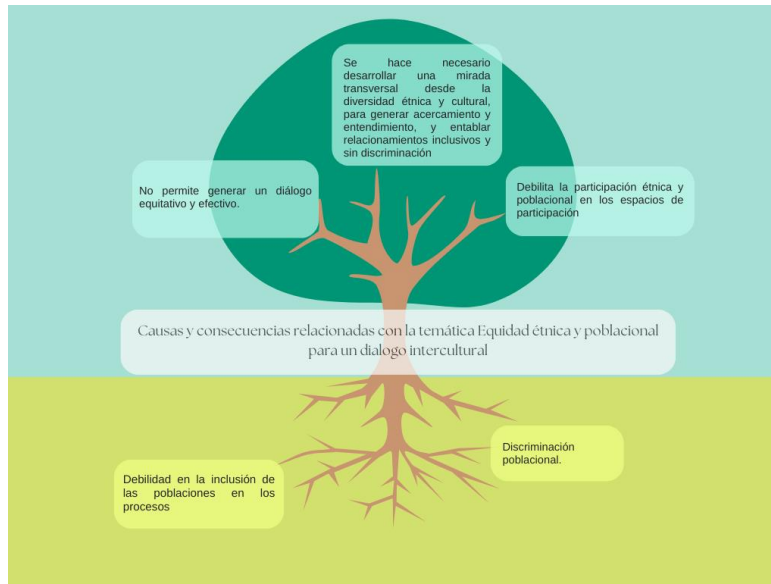 Se hace necesario
desarrollar una mirada
transversal desde la
diversidad étnica y cultural,
para generar acercamiento y
entendimiento, y entablar
relacionamientos inclusivos y
sin discriminación
No permite generar un diálogo
equitativo y efectivo.
Debilita la participación étnica y
poblacional en los espacios de
participación
Causas y consecuencias relacionadas con la temática Equidad étnica y poblacional
para un dialogo intercultural
Discriminación
poblacional.
Debilidad en la inclusión de
las poblaciones en los
procesos